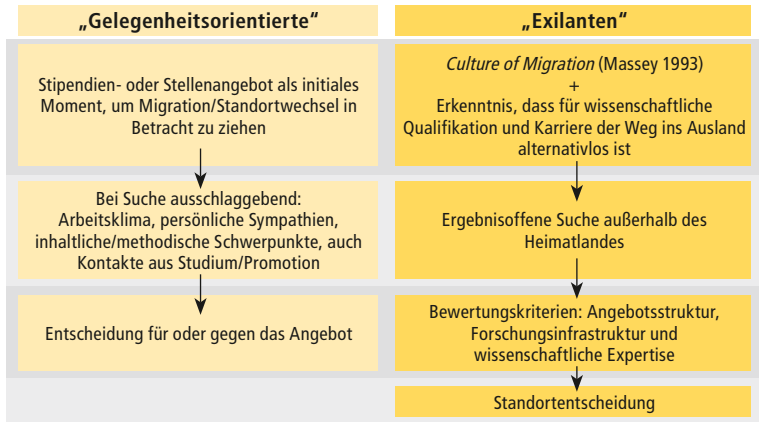 „Gelegenheitsorientierte“
Stipendien- oder Stellenangebot als initiales
Moment, um Migration/Standortwechsel in
Betracht zu ziehen
Bei Suche ausschlaggebend:
Arbeitsklima, persönliche Sympathien,
inhaltliche/methodische Schwerpunkte, auch
Kontakte aus Studium/Promotion
Entscheidung für oder gegen das Angebot
„Exilanten“
Culture of Migration (Massey 1993)
+
Erkenntnis, dass für wissenschaftliche
Qualifikation und Karriere der Weg ins Ausland
alternativlos ist
Ergebnisoffene Suche außerhalb des
Heimatlandes
Bewertungskriterien: Angebotsstruktur,
Forschungsinfrastruktur und
wissenschaftliche Expertise
Standortentscheidung